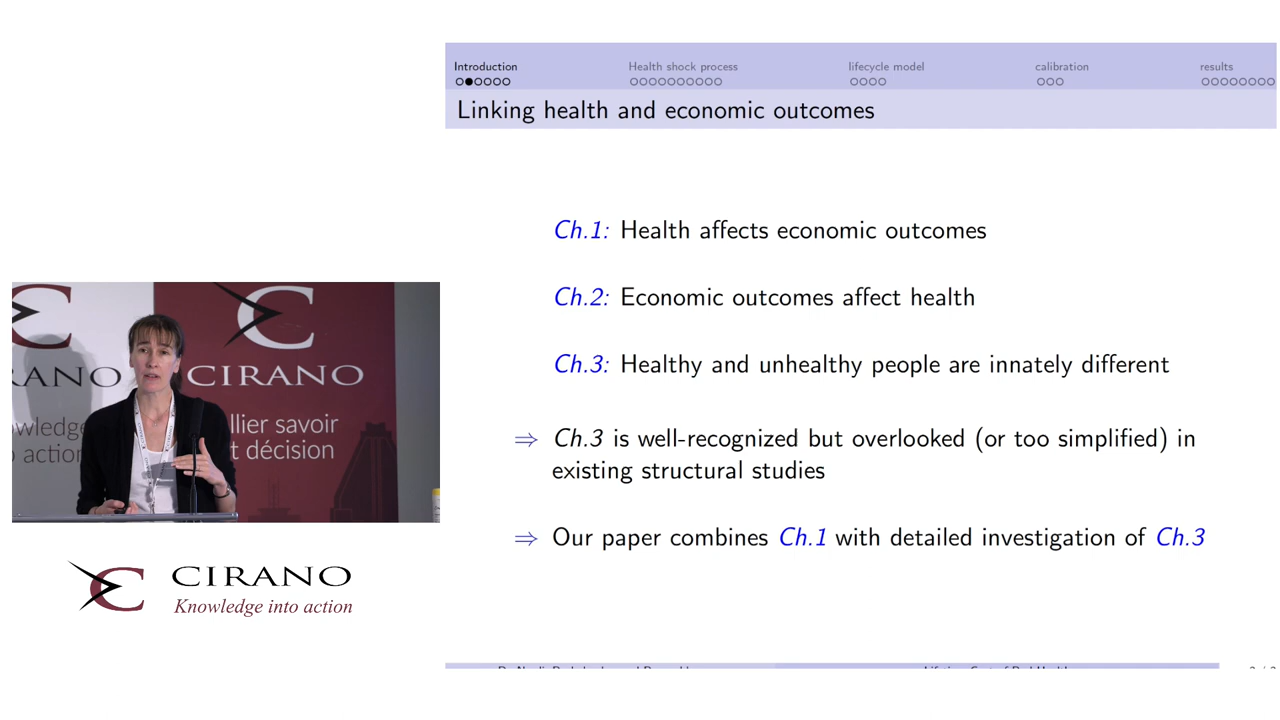 Introduction
Health shock process
lifecycle model
calibration
results
Linking health and economic outcomes
Ch.1: Health affects economic outcomes
Ch.2: Economic outcomes affect health
Ch.3: Healthy and unhealthy people are innately different
⇒ Ch.3 is well-recognized but overlooked (or too simplified) in
existing structural studies
⇒ Our paper combines Ch.1 with detailed investigation of Ch.3
CIRANO
llier savoir
t décision
CIRANO
Knowledge into action